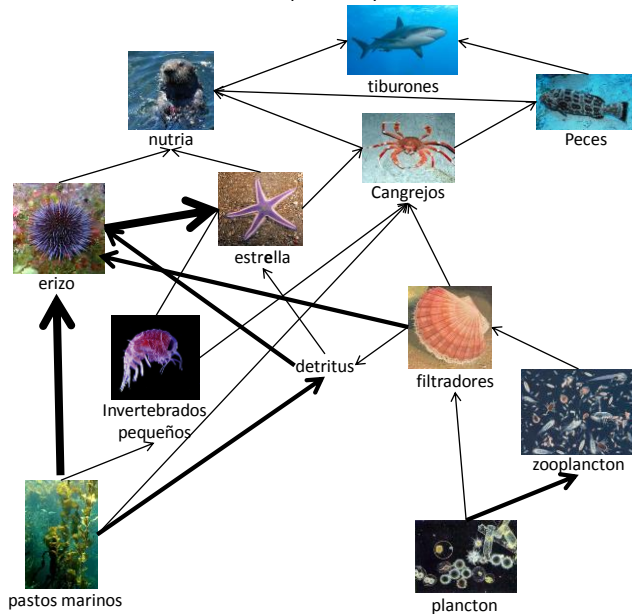 tiburones
nutria
Peces
Cangrejos
estrella
erizo
detritus
filtradores
Invertebrados
pequeños
zooplancton
pastos marinos
plancton